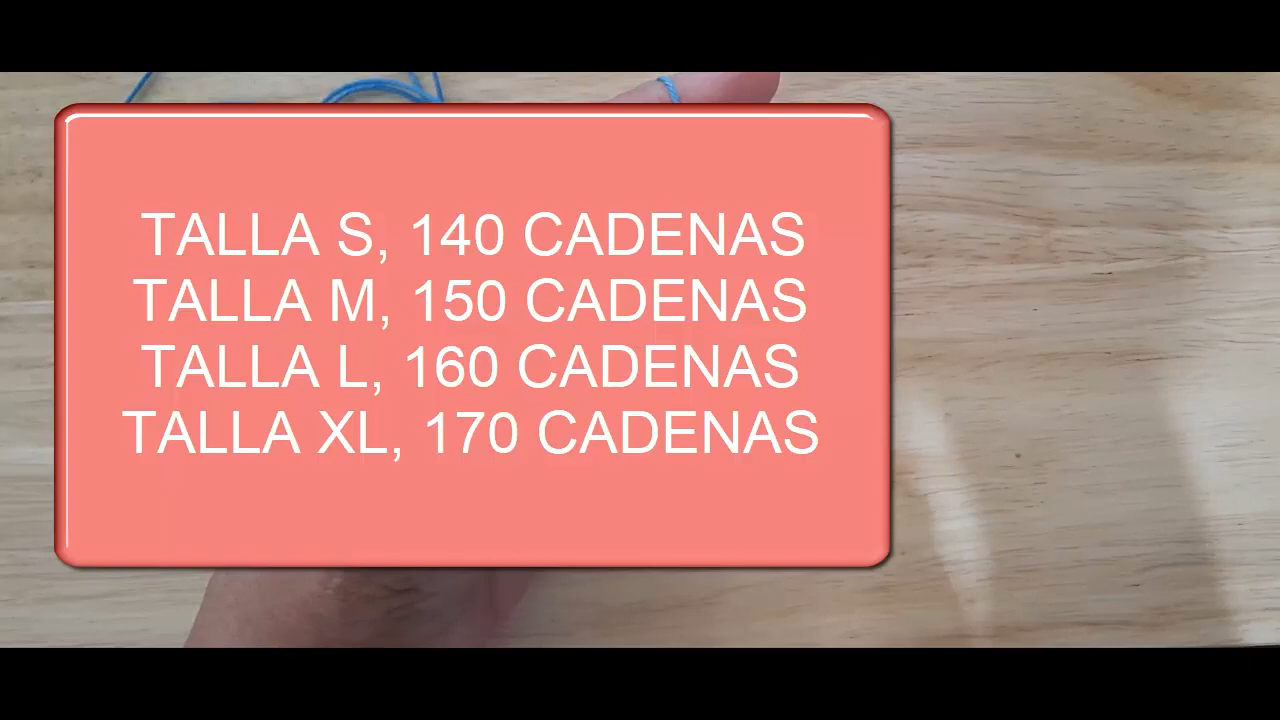 TALLA S, 140 CADENAS
TALLA M, 150 CADENAS
TALLA L, 160 CADENAS
TALLA XL, 170 CADENAS